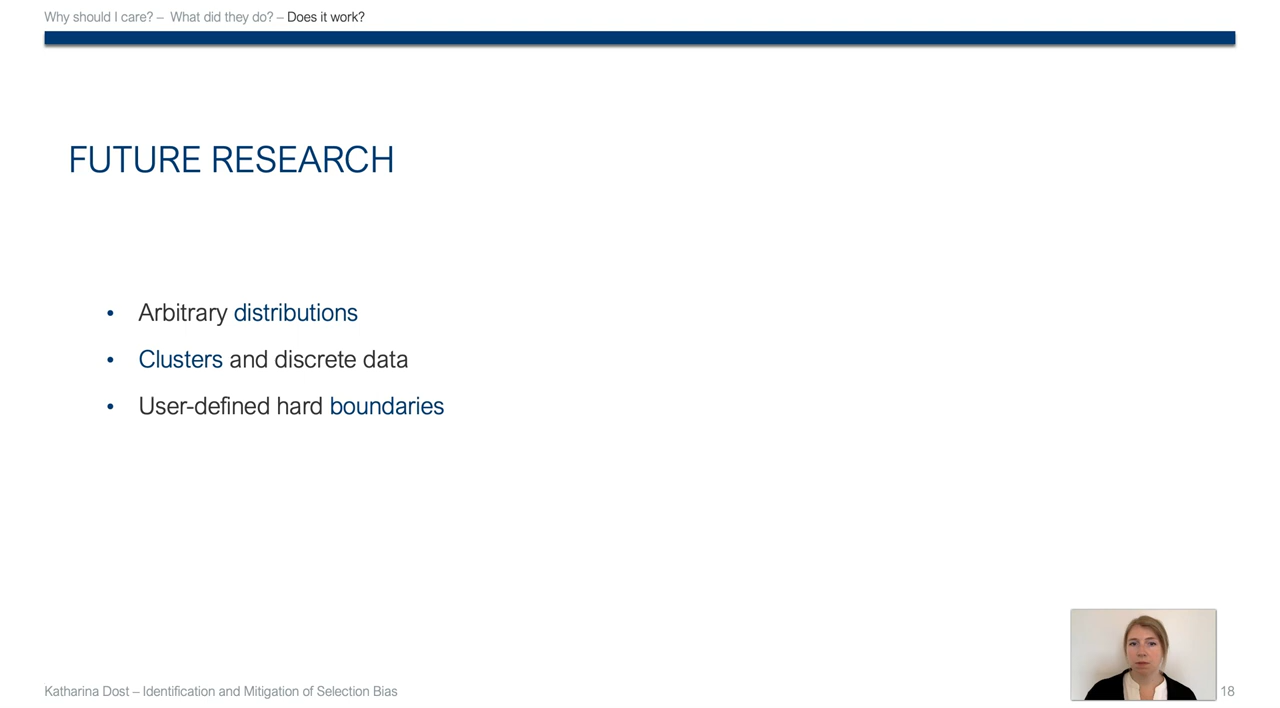 Why should I care? – What did they do? – Does it work?
FUTURE RESEARCH
• Arbitrary distributions
• Clusters and discrete data
• User-defined hard boundaries
Katharina Dost – Identification and Mitigation of Selection Bias
18